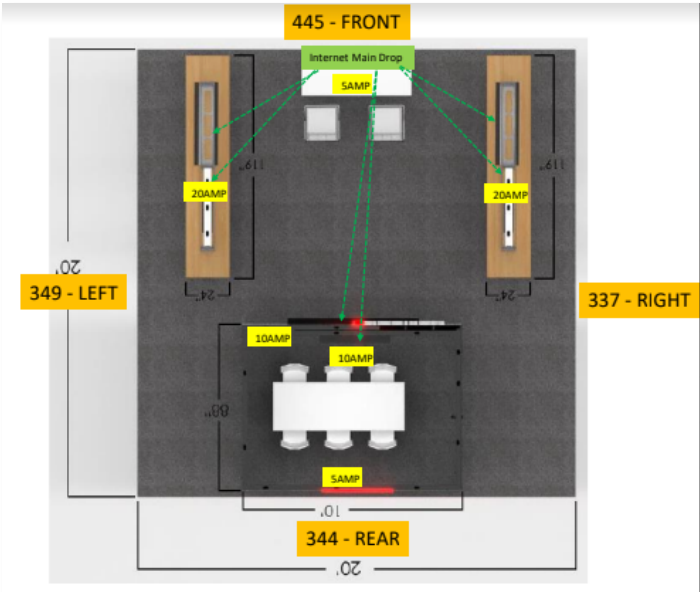 445 - FRONT
Internet Main Drop
5AMP
119"
119"
20AMP
20AMP
20'
349 - LEFT
24"
24"
337 - RIGHT
10AMP
10AMP
88"
5AMP
10'
344 - REAR
20'